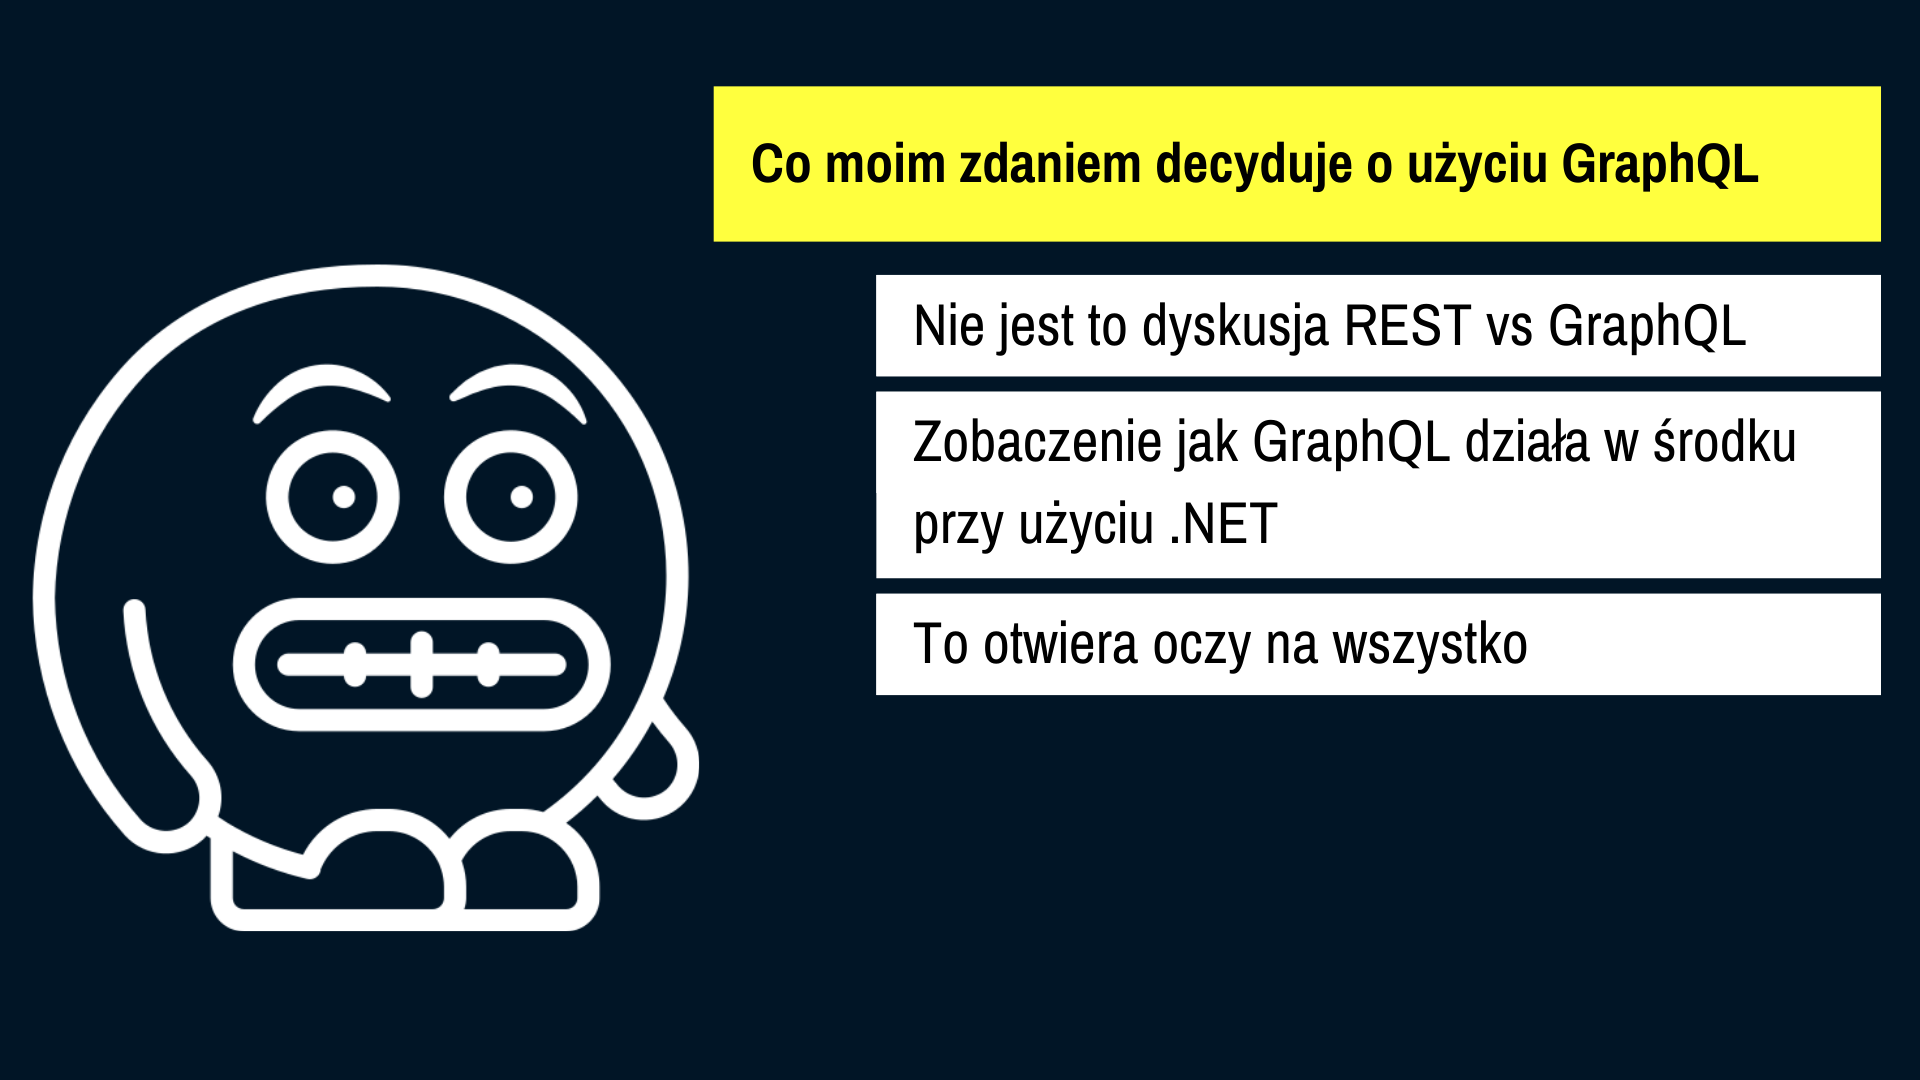 Co moim zdaniem decyduje o użyciu GraphQL
Nie jest to dyskusja REST vs GraphQL
Zobaczenie jak GraphQL działa w środku
przy użyciu .NET
To otwiera oczy na wszystko